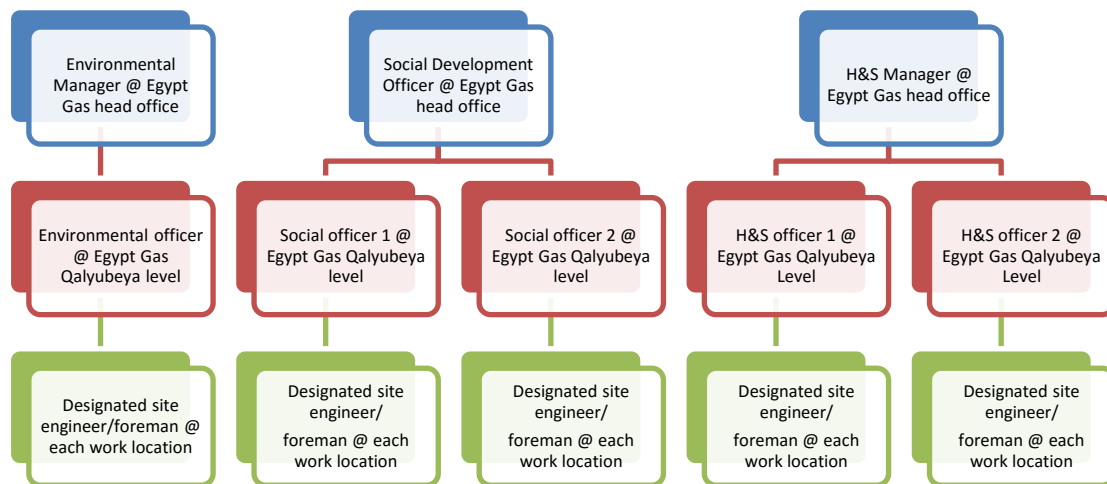 Environmental
Manager @ Egypt
Gas head office
Social Development
Officer @ Egypt Gas
head office
H&S Manager @
Egypt Gas head office
Environmental officer
@ Egypt Gas
Qalyubeya level
Social officer 1 @
Egypt Gas Qalyubeya
level
Social officer 2 @
Egypt Gas Qalyubeya
level
H&S officer 1 @
Egypt Gas Qalyubeya
Level
H&S officer 2 @
Egypt Gas Qalyubeya
Level
Designated site
engineer/foreman @
each work location
Designated site
engineer/
foreman @ each
work location
Designated site
engineer/
foreman @ each
work location
Designated site
engineer/
foreman @ each
work location
Designated site
engineer/
foreman @ each
work location